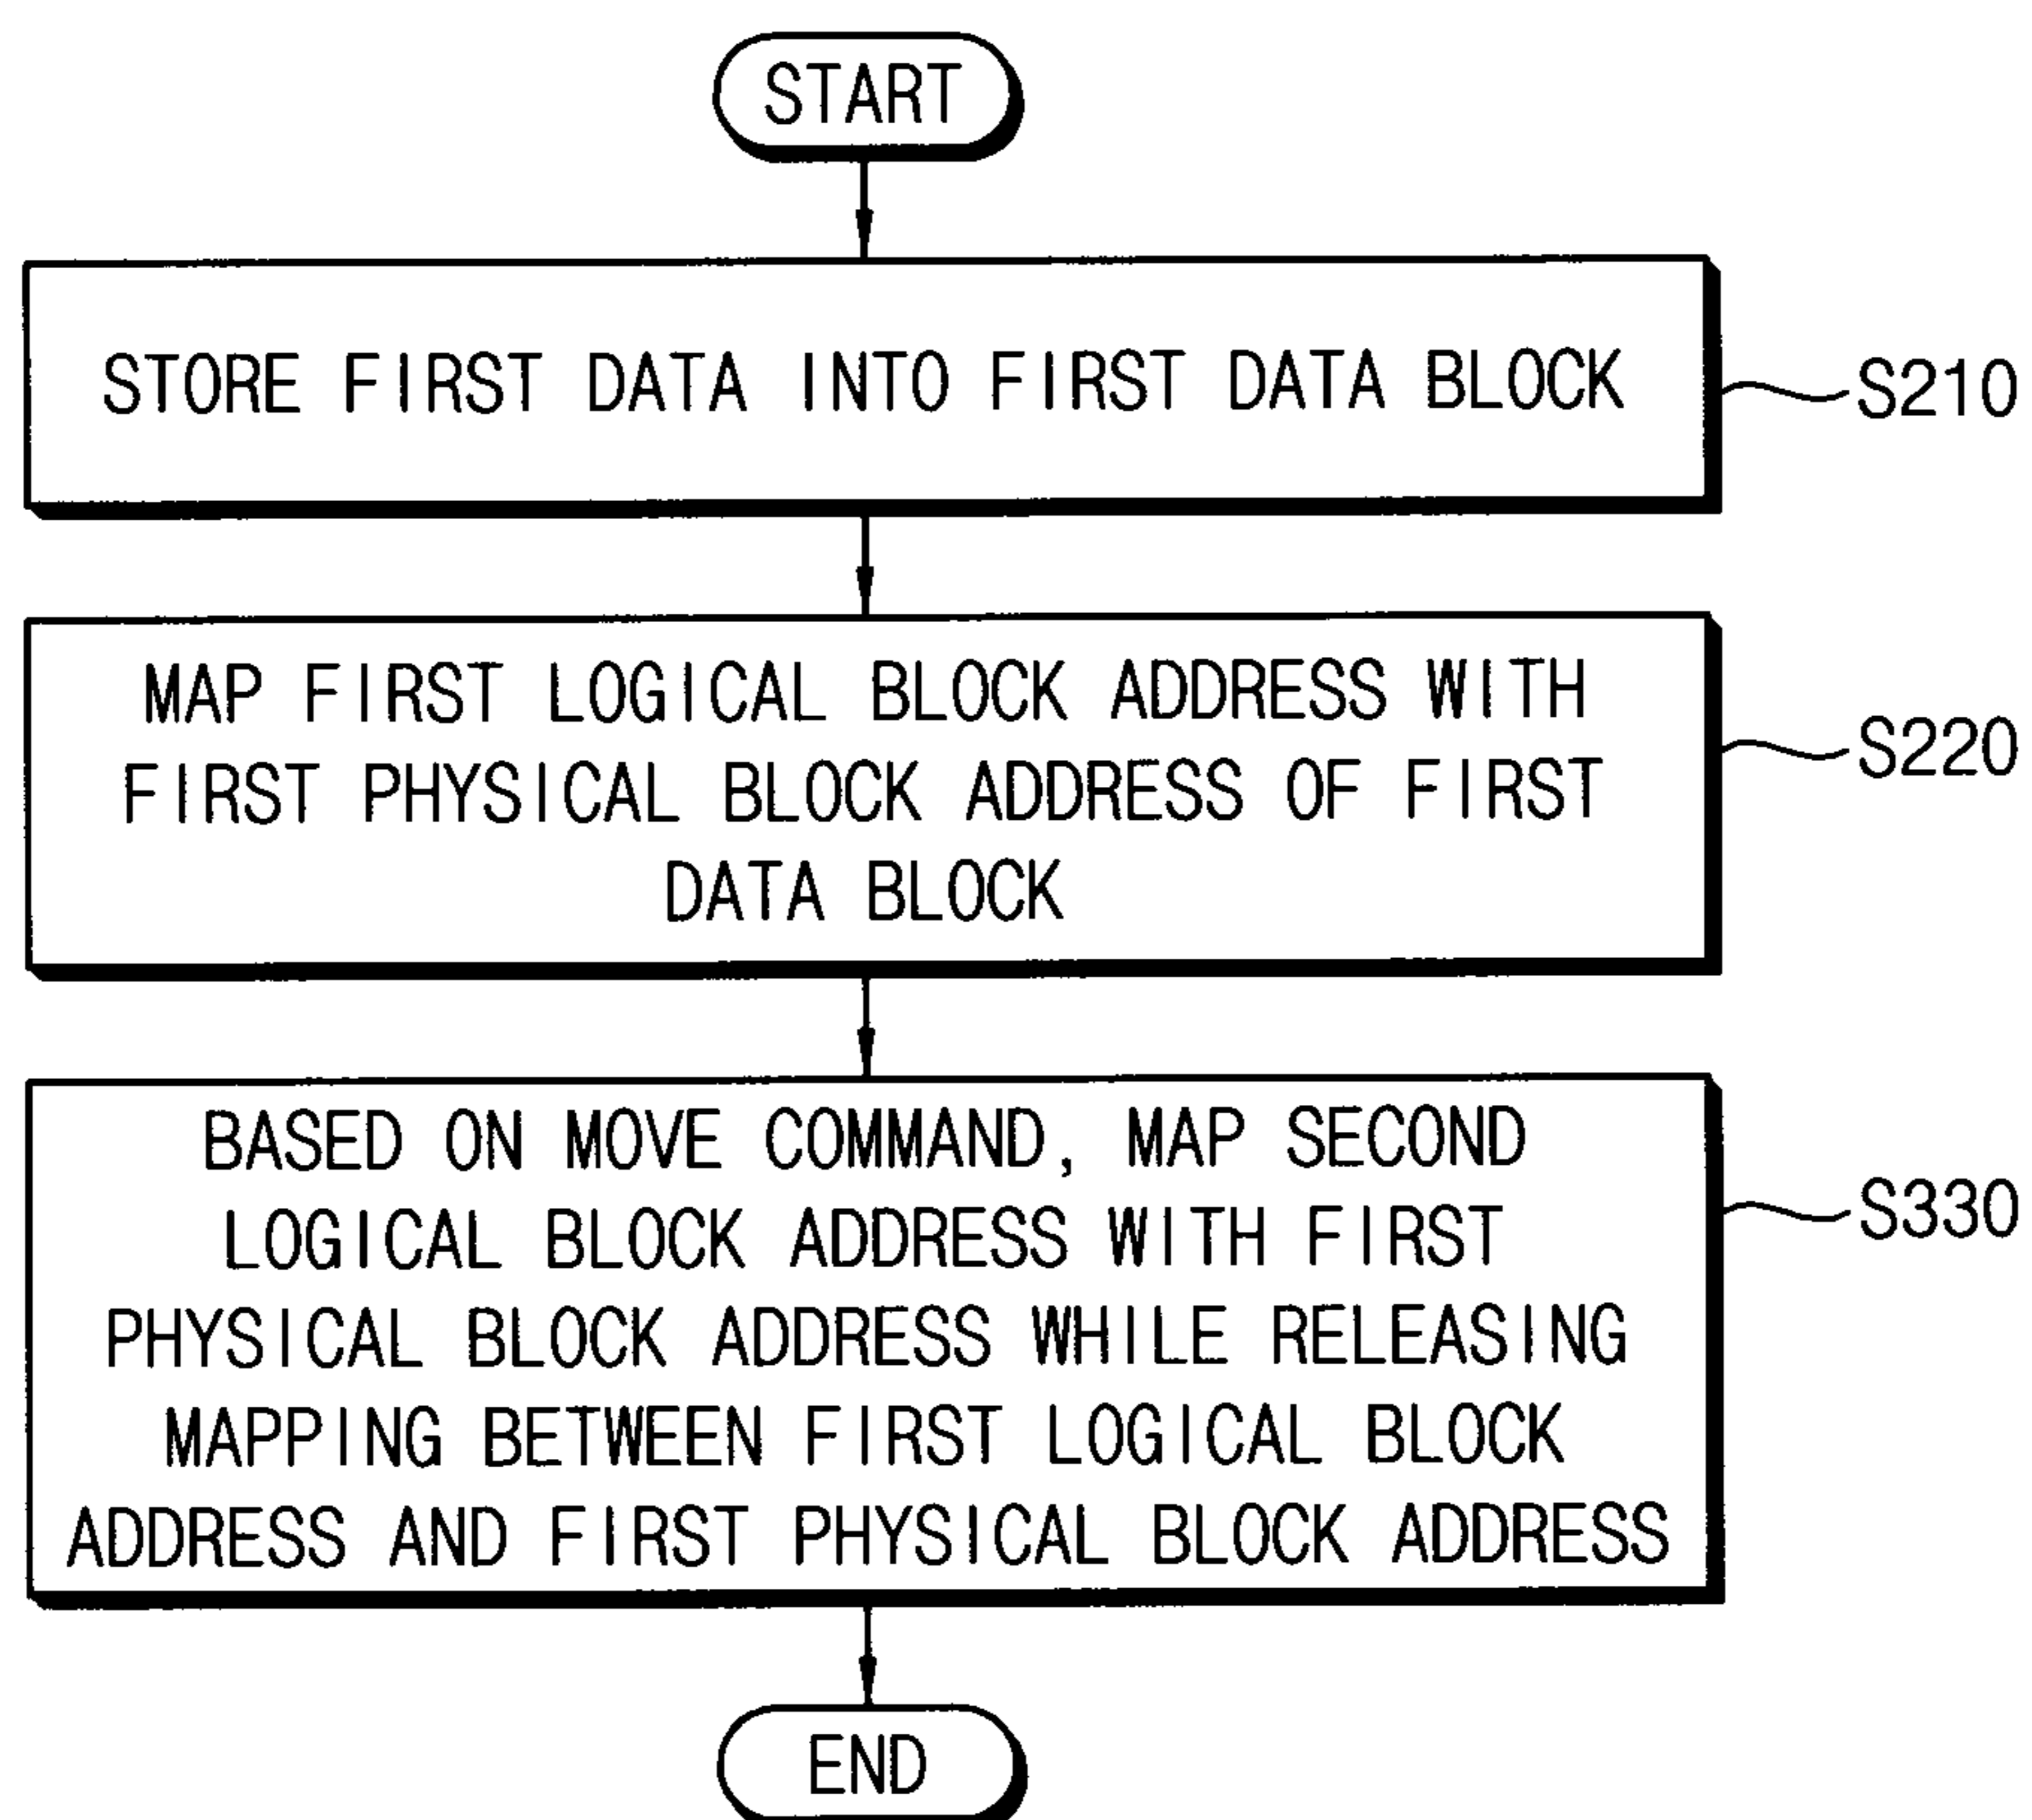 START
STORE FIRST DATA INTO FIRST DATA BLOCK
S210
MAP FIRST LOGICAL BLOCK ADDRESS WITH
FIRST PHYSICAL BLOCK ADDRESS OF FIRST
DATA BLOCK
S220
BASED ON MOVE COMMAND, MAP SECOND
LOGICAL BLOCK ADDRESS WITH FIRST
PHYSICAL BLOCK ADDRESS WHILE RELEASING
MAPPING BETWEEN FIRST LOGICAL BLOCK
ADDRESS AND FIRST PHYSICAL BLOCK ADDRESS
S330
END